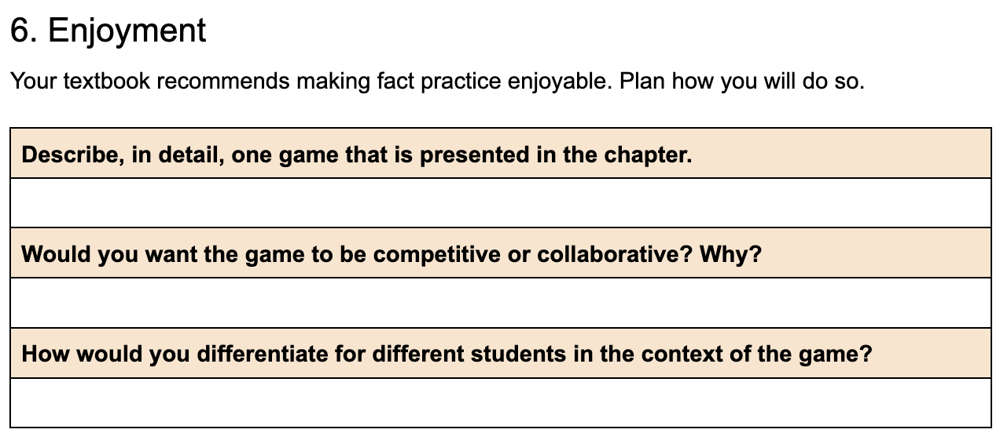 6. Enjoyment
Your textbook recommends making fact practice enjoyable. Plan how you will do so.
Describe, in detail, one game that is presented in the chapter.
Would you want the game to be competitive or collaborative? Why?
How would you differentiate for different students in the context of the game?